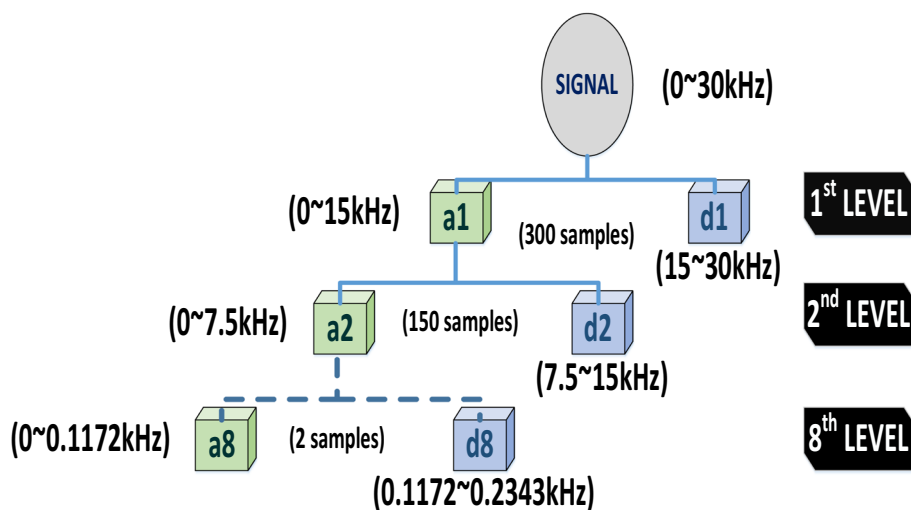 SIGNAL
(0~30kHz)
(0~15kHz)
a1
(300 samples)
d1
(15~30kHz)
1st LEVEL
(0~7.5kHz)
a2
(150 samples)
d2
(7.5~15kHz)
2nd LEVEL
(0~0.1172kHz)
a8
(2 samples)
d8
(0.1172~0.2343kHz)
8th LEVEL